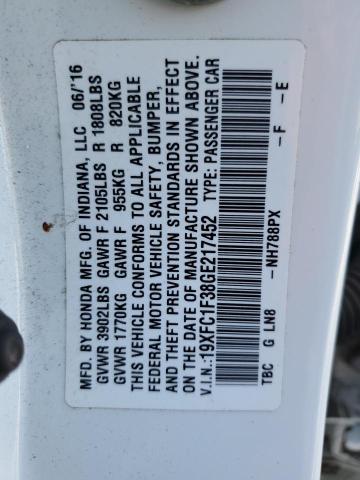 MFD. BY HONDA MFG. OF INDIANA, LLC 06/'16
GVWR 3902LBS GAWR F 2105LBS R 1808LBS
GVWR 1770KG GAWR F 955KG R 820KG
THIS VEHICLE CONFORMS TO ALL APPLICABLE
FEDERAL MOTOR VEHICLE SAFETY, BUMPER,
AND THEFT PREVENTION STANDARDS IN EFFECT
ON THE DATE OF MANUFACTURE SHOWN ABOVE.
V.I.N.:19XFC1F38GE217452 TYPE: PASSENGER CAR
NH788PX -F -E
TBC G LN8